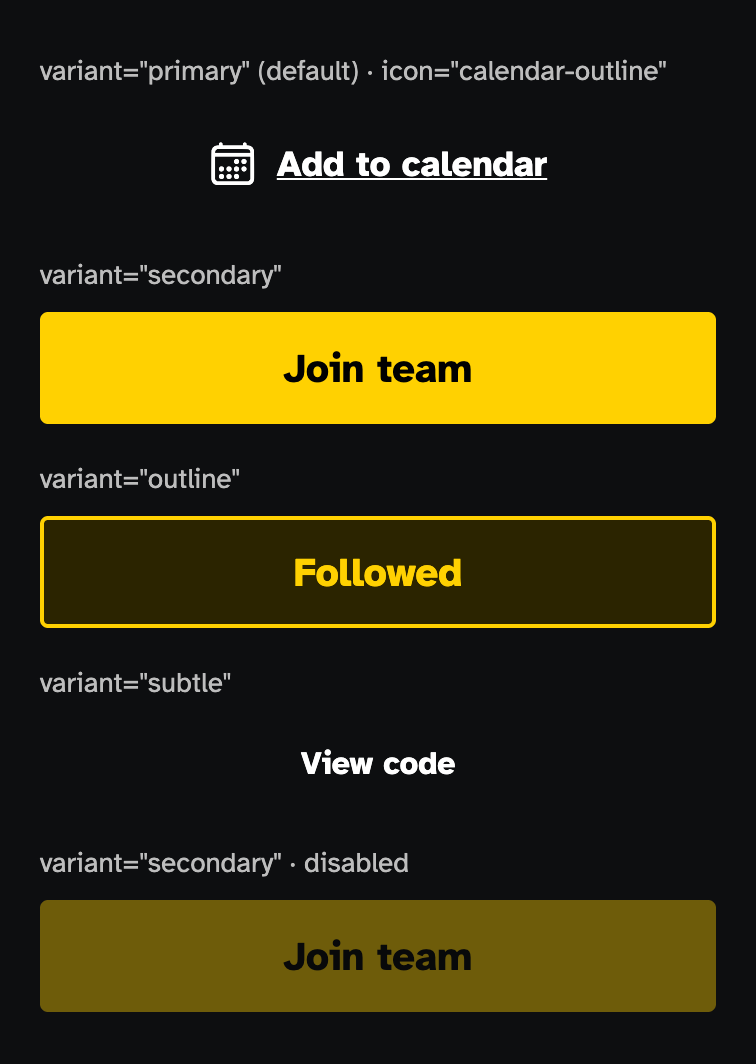 variant="primary" (default) · icon="calendar-outline"
Add to calendar
variant="secondary"
Join team
variant="outline"
Followed
variant="subtle"
View code
variant="secondary" · disabled
Join team